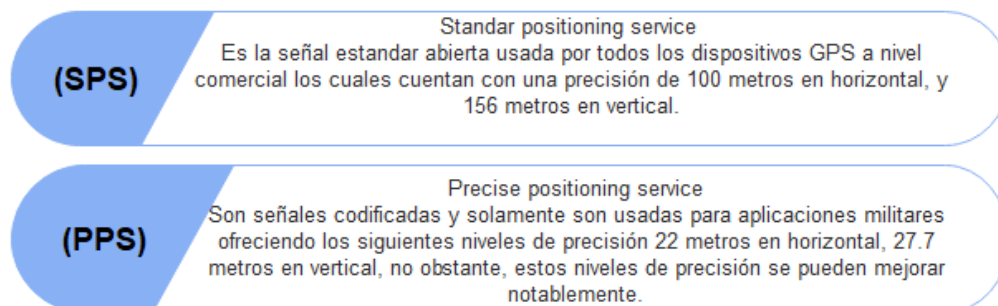 (SPS)
Standar positioning service
Es la señal estandar abierta usada por todos los dispositivos GPS a nivel
comercial los cuales cuentan con una precisión de 100 metros en horizontal, y
156 metros en vertical.
(PPS)
Precise positioning service
Son señales codificadas y solamente son usadas para aplicaciones militares
ofreciendo los siguientes niveles de precisión 22 metros en horizontal, 27.7
metros en vertical, no obstante, estos niveles de precisión se pueden mejorar
notablemente.